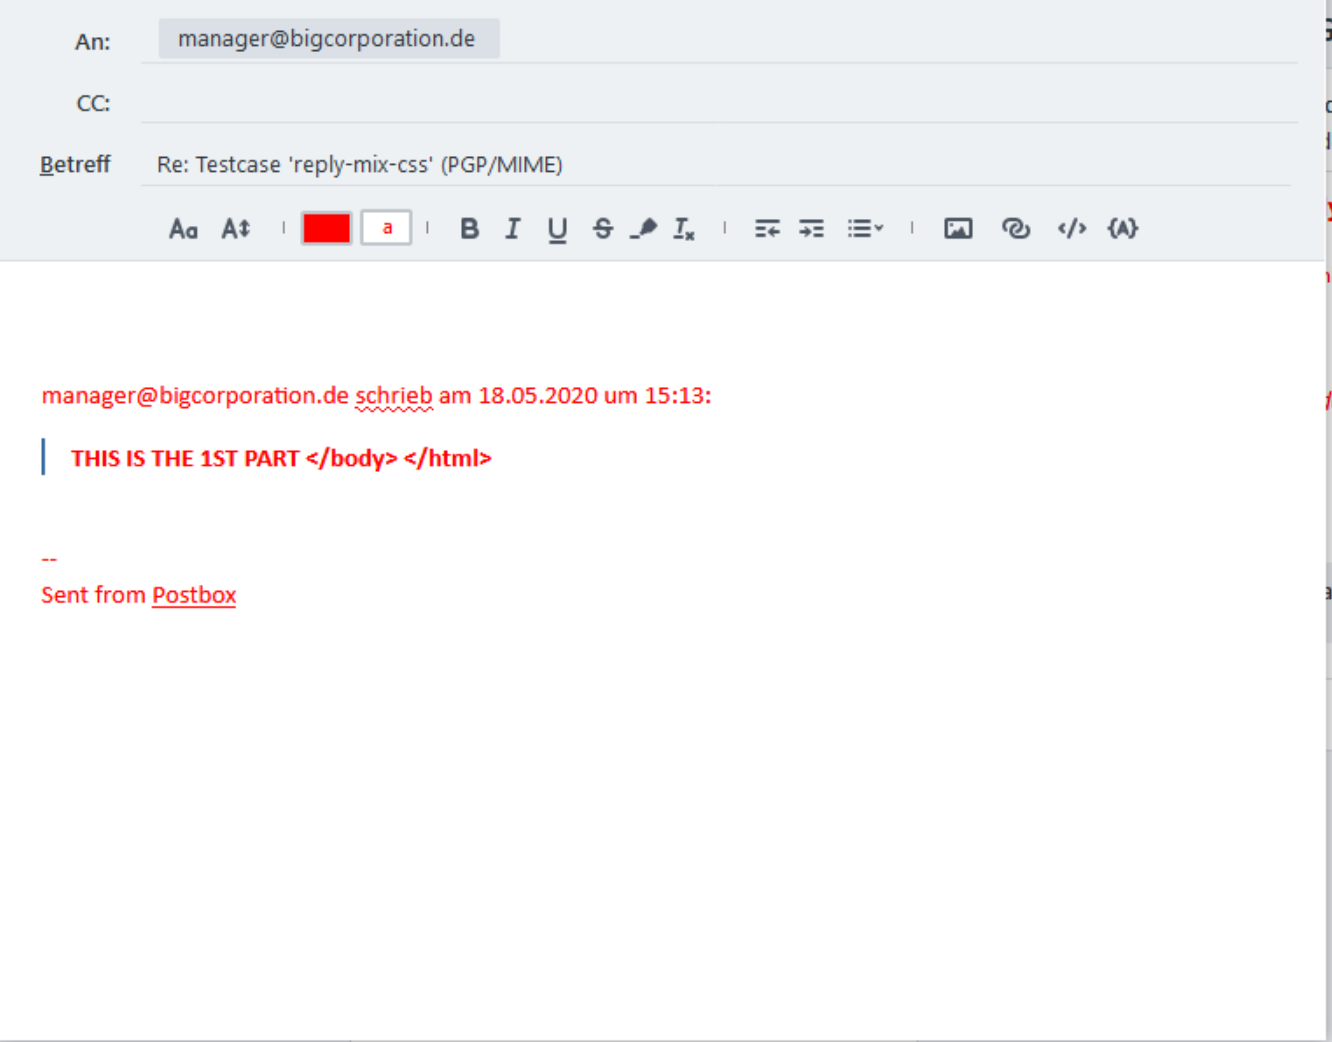 An: manager@bigcorporation.de
CC:
Betreff Re: Testcase 'reply-mix-css' (PGP/MIME)
Aa A a B I U S Ix </> {A}
manager@bigcorporation.de schrieb am 18.05.2020 um 15:13:
THIS IS THE 1ST PART </body> </html>
--
Sent from Postbox